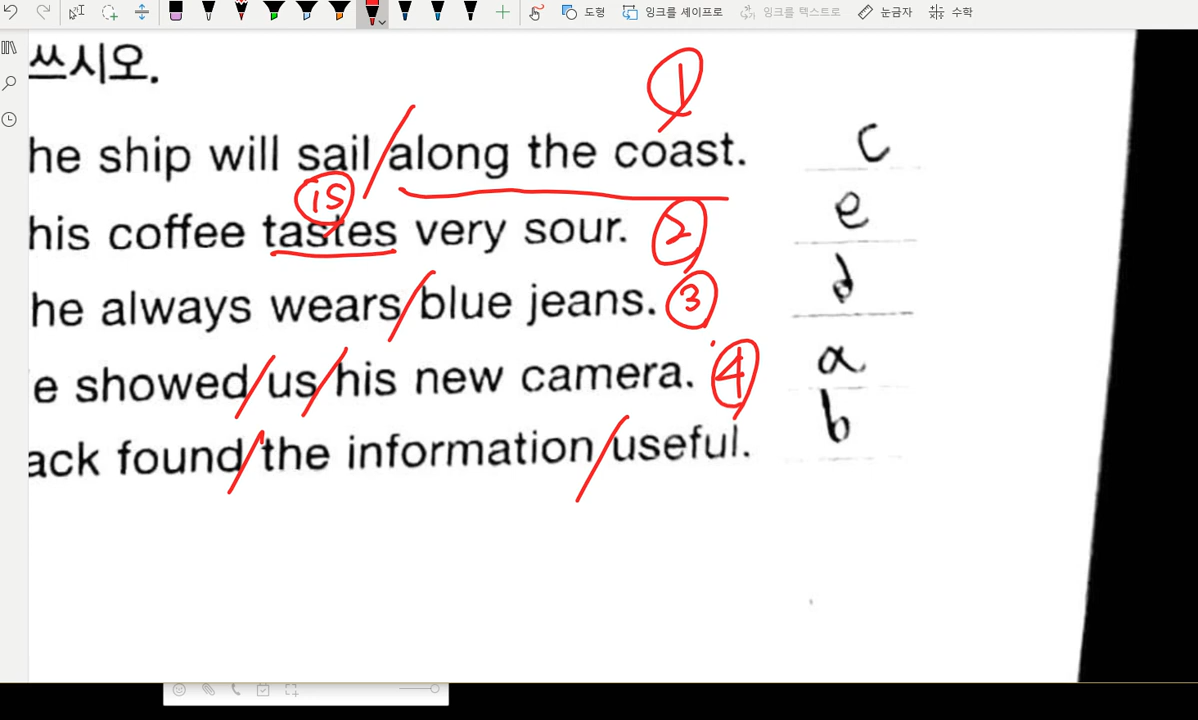 도형 잉크를 셰이프로 잉크를 텍스트로 눈금자 수학
쓰시오.
1
he ship will sail / along the coast. c
is
his coffee tastes very sour. 2 e
he always wears / blue jeans. 3 d
e showed / us / his new camera. 4 a
ack found / the information / useful. b